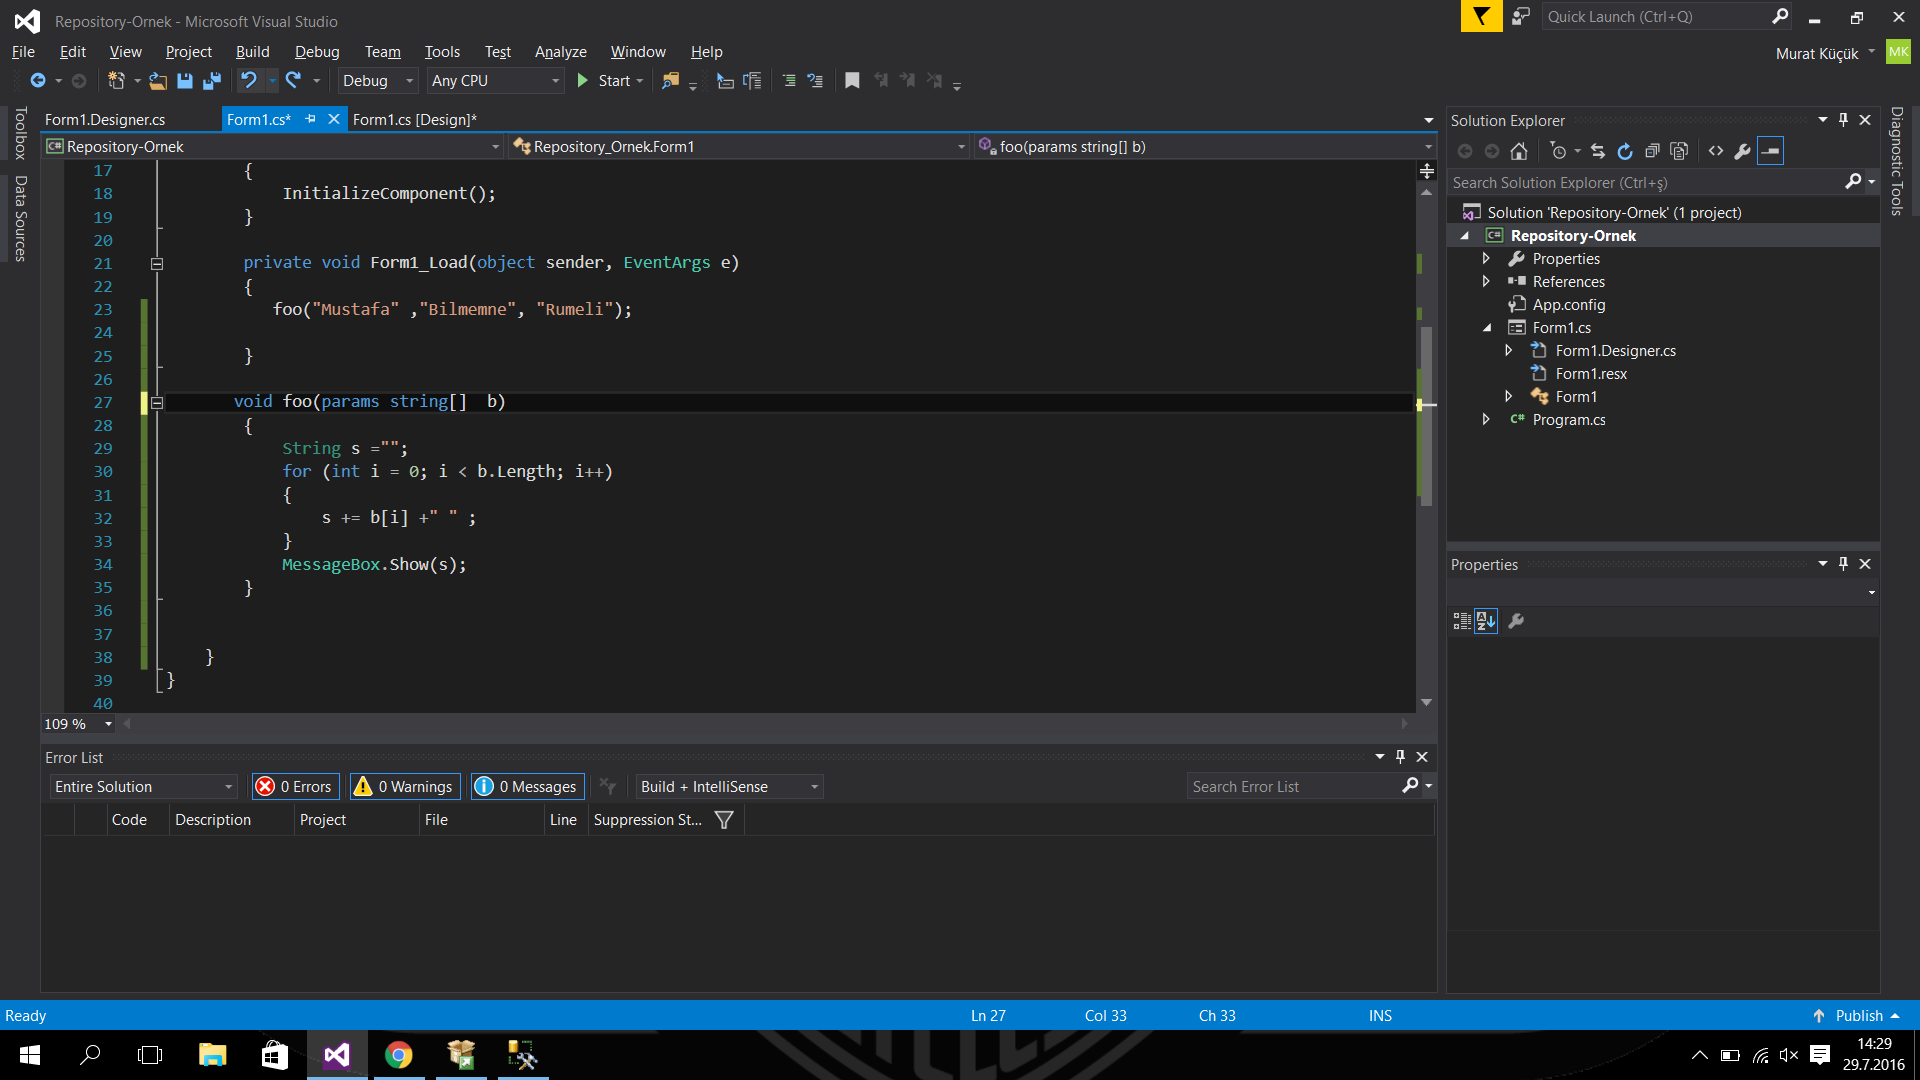 Repository-Ornek - Microsoft Visual Studio
Quick Launch (Ctrl+Q)
File Edit View Project Build Debug Team Tools Test Analyze Window Help
Murat Küçük MK
Debug Any CPU Start
Toolbox
Data Sources
Form1.Designer.cs Form1.cs* Form1.cs [Design]*
C# Repository-Ornek Repository_Ornek.Form1 foo(params string[] b)
17 {
18 InitializeComponent();
19 }
20
21 private void Form1_Load(object sender, EventArgs e)
22 {
23 foo("Mustafa" ,"Bilmemne", "Rumeli");
24
25 }
26
27 void foo(params string[]  b)
28 {
29 String s ="";
30 for (int i = 0; i < b.Length; i++)
31 {
32 s += b[i] +" " ;
33 }
34 MessageBox.Show(s);
35 }
36
37
38 }
39 }
40
109 %
Error List
Entire Solution 0 Errors 0 Warnings 0 Messages Build + IntelliSense Search Error List
Code Description Project File Line Suppression St...
Solution Explorer
Search Solution Explorer (Ctrl+ş)
Solution 'Repository-Ornek' (1 project)
C# Repository-Ornek
Properties
References
App.config
Form1.cs
Form1.Designer.cs
Form1.resx
Form1
C# Program.cs
Properties
Diagnostic Tools
Ready Ln 27 Col 33 Ch 33 INS Publish
14:29
29.7.2016